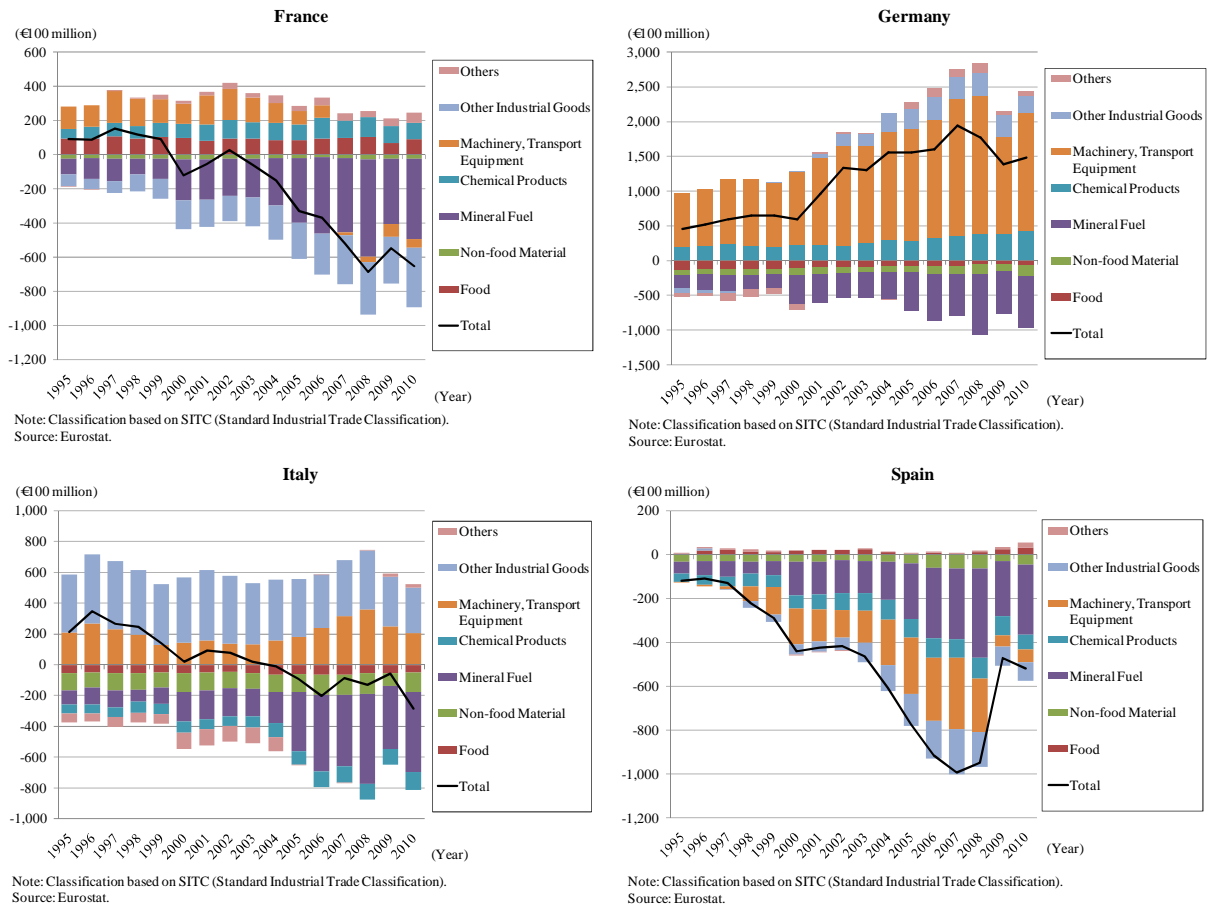 France
(€100 million)
600
400
200
0
-200
-400
-600
-800
-1,000
-1,200
1995
1996
1997
1998
1999
2000
2001
2002
2003
2004
2005
2006
2007
2008
2009
2010
(Year)
Others
Other Industrial Goods
Machinery, Transport
Equipment
Chemical Products
Mineral Fuel
Non-food Material
Food
Total
Note: Classification based on SITC (Standard Industrial Trade Classification).
Source: Eurostat.
Germany
(€100 million)
3,000
2,500
2,000
1,500
1,000
500
0
-500
-1,000
-1,500
1995
1996
1997
1998
1999
2000
2001
2002
2003
2004
2005
2006
2007
2008
2009
2010
(Year)
Others
Other Industrial Goods
Machinery, Transport
Equipment
Chemical Products
Mineral Fuel
Non-food Material
Food
Total
Note: Classification based on SITC (Standard Industrial Trade Classification).
Source: Eurostat.
Italy
(€100 million)
1,000
800
600
400
200
0
-200
-400
-600
-800
-1,000
1995
1996
1997
1998
1999
2000
2001
2002
2003
2004
2005
2006
2007
2008
2009
2010
(Year)
Others
Other Industrial Goods
Machinery, Transport
Equipment
Chemical Products
Mineral Fuel
Non-food Material
Food
Total
Note: Classification based on SITC (Standard Industrial Trade Classification).
Source: Eurostat.
Spain
(€100 million)
200
0
-200
-400
-600
-800
-1,000
-1,200
1995
1996
1997
1998
1999
2000
2001
2002
2003
2004
2005
2006
2007
2008
2009
2010
(Year)
Others
Other Industrial Goods
Machinery, Transport
Equipment
Chemical Products
Mineral Fuel
Non-food Material
Food
Total
Note: Classification based on SITC (Standard Industrial Trade Classification).
Source: Eurostat.